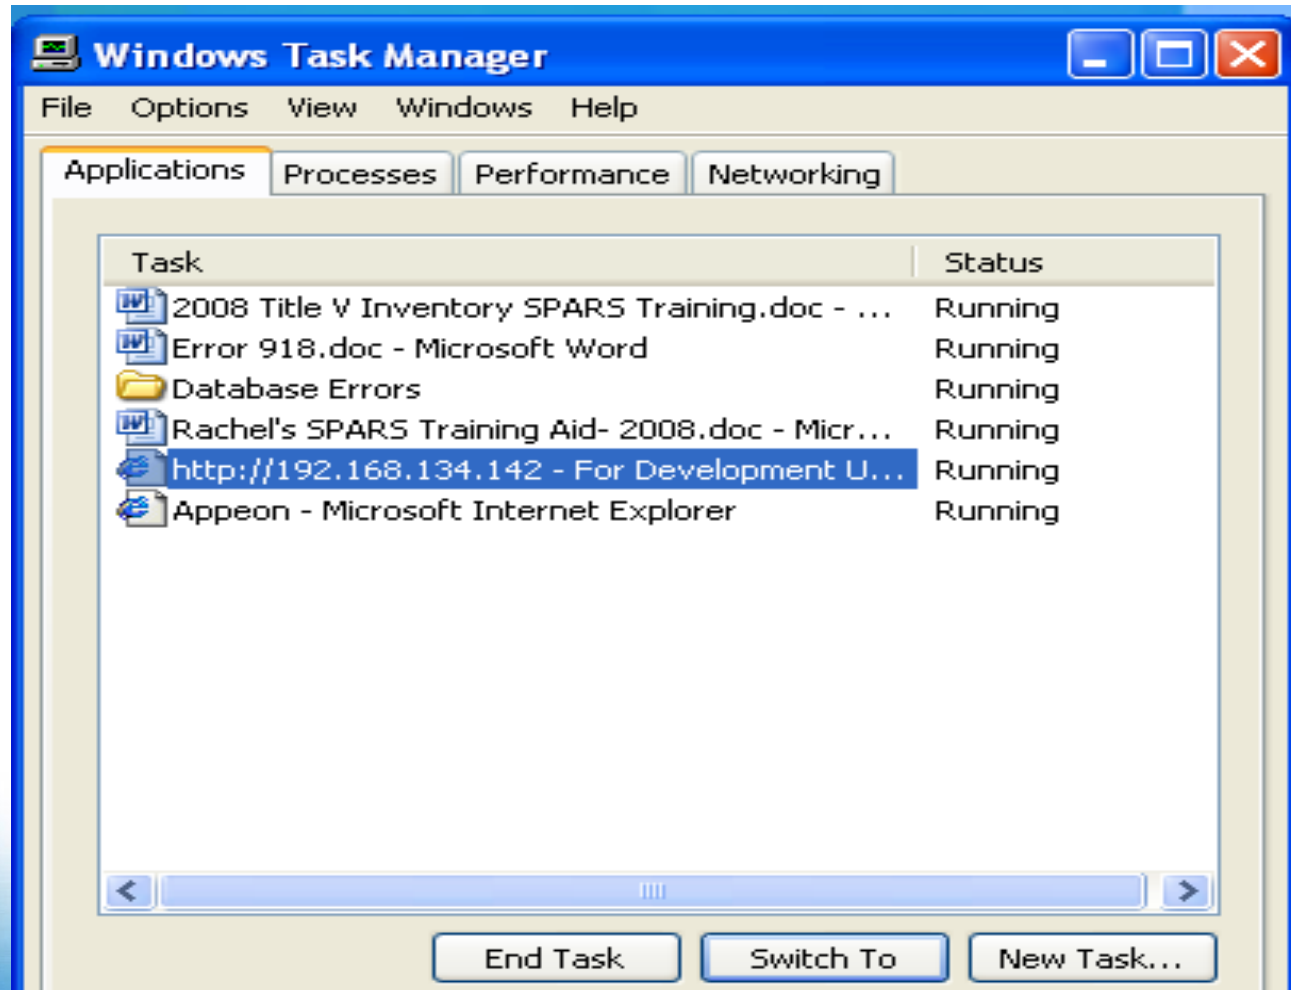 Windows Task Manager
File Options View Windows Help
Applications Processes Performance Networking
Task Status
2008 Title V Inventory SPARS Training.doc - ... Running
Error 918.doc - Microsoft Word Running
Database Errors Running
Rachel's SPARS Training Aid- 2008.doc - Micr... Running
http://192.168.134.142 - For Development U... Running
Appeon - Microsoft Internet Explorer Running
End Task Switch To New Task...